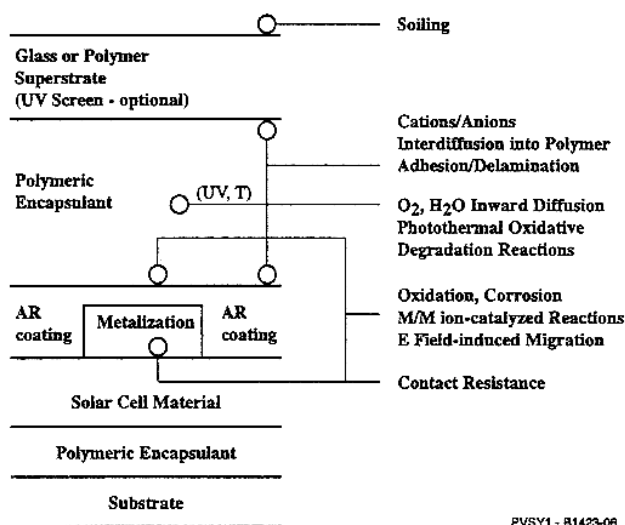 Soiling
Glass or Polymer
Superstrate
(UV Screen - optional)
Cations/Anions
Interdiffusion into Polymer
Adhesion/Delamination
Polymeric
Encapsulant
(UV, T)
O₂, H₂O Inward Diffusion
Photothermal Oxidative
Degradation Reactions
AR
coating
Metalization
AR
coating
Oxidation, Corrosion
M/M ion-catalyzed Reactions
E Field-induced Migration
Contact Resistance
Solar Cell Material
Polymeric Encapsulant
Substrate
PVSY1 - B1423-06